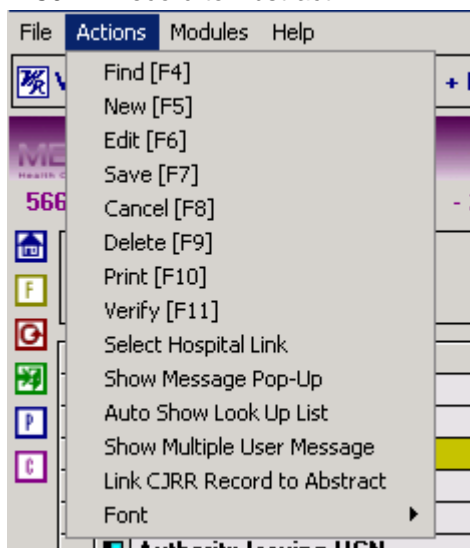 File Actions Modules Help
Find [F4]
New [F5]
Edit [F6]
Save [F7]
Cancel [F8]
Delete [F9]
Print [F10]
Verify [F11]
Select Hospital Link
Show Message Pop-Up
Auto Show Look Up List
Show Multiple User Message
Link CJRR Record to Abstract
Font
566
F
P
C